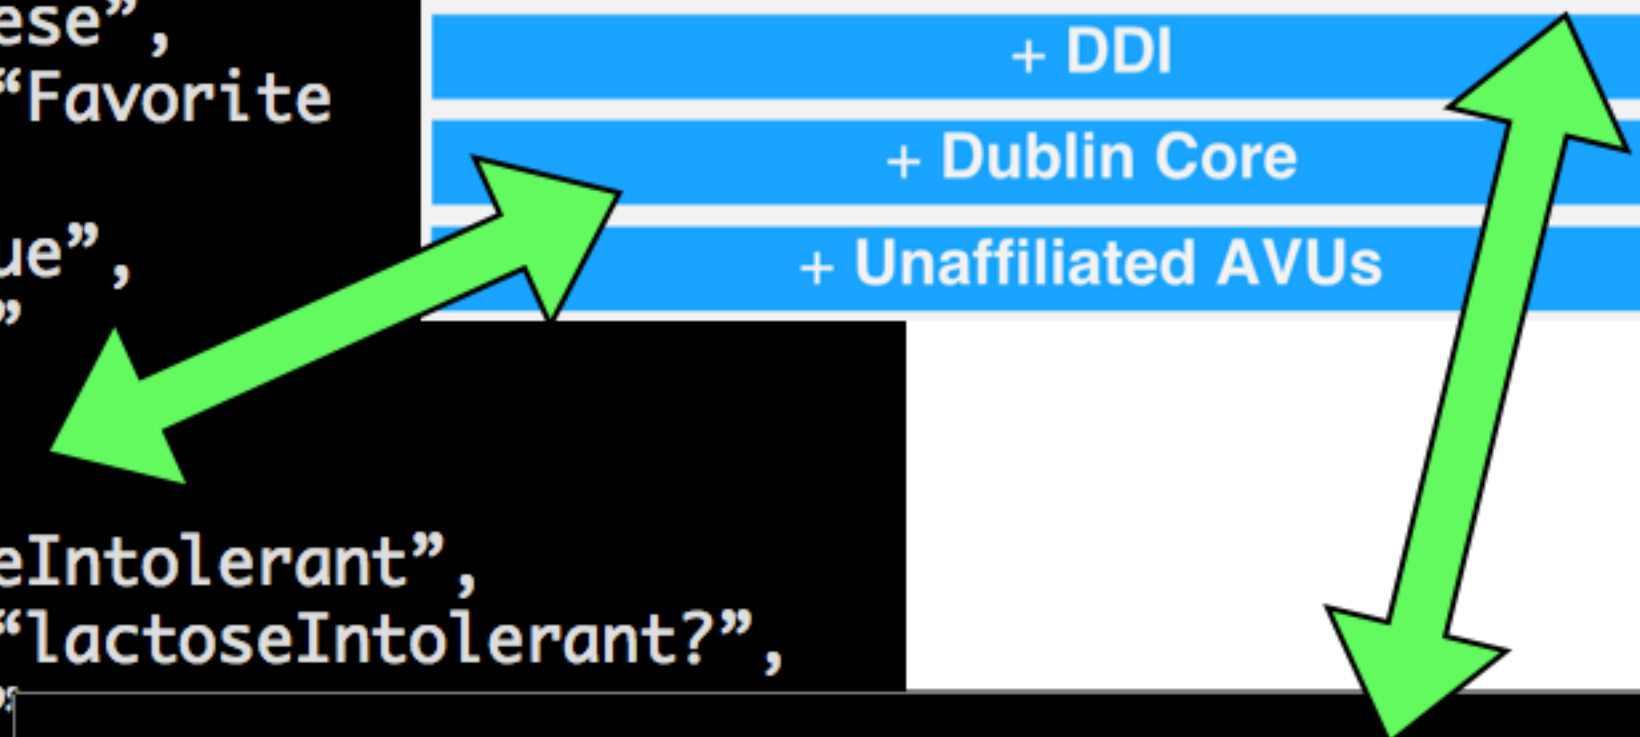 ese”,
“Favorite
ue”,
”
eIntolerant”,
“lactoseIntolerant?”,
+ DDI
+ Dublin Core
+ Unaffiliated AVUs